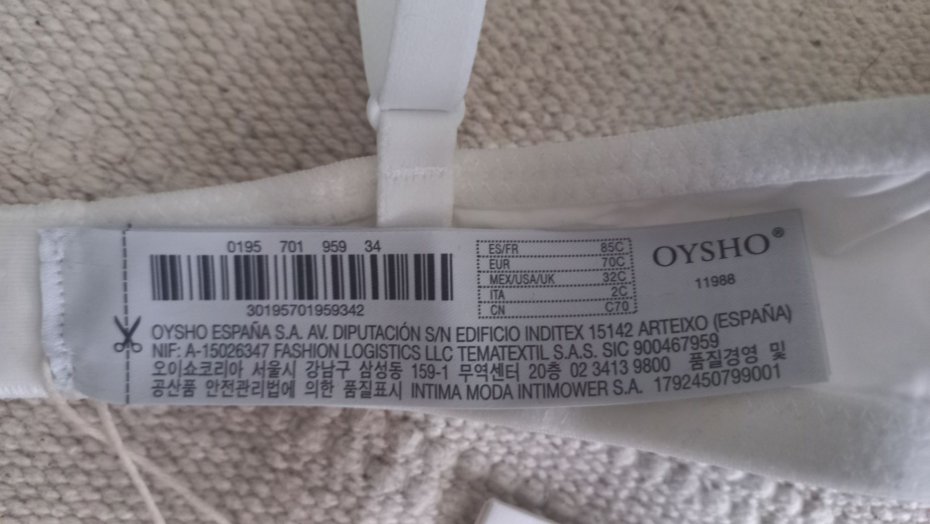 0195 701 959 34
30195701959342
ES/FR 85C
EUR 70C
MEX/USA/UK 32C
ITA 2C
CN C70
OYSHO®
11988
OYSHO ESPAÑA S.A. AV. DIPUTACIÓN S/N EDIFICIO INDITEX 15142 ARTEIXO (ESPAÑA)
NIF: A-15026347 FASHION LOGISTICS LLC TEMATEXTIL S.A.S. SIC 900467959
오이쇼코리아 서울시 강남구 삼성동 159-1 무역센터 20층 02 3413 9800 품질경영 및
공산품 안전관리법에 의한 품질표시 INTIMA MODA INTIMOWER S.A. 1792450799001